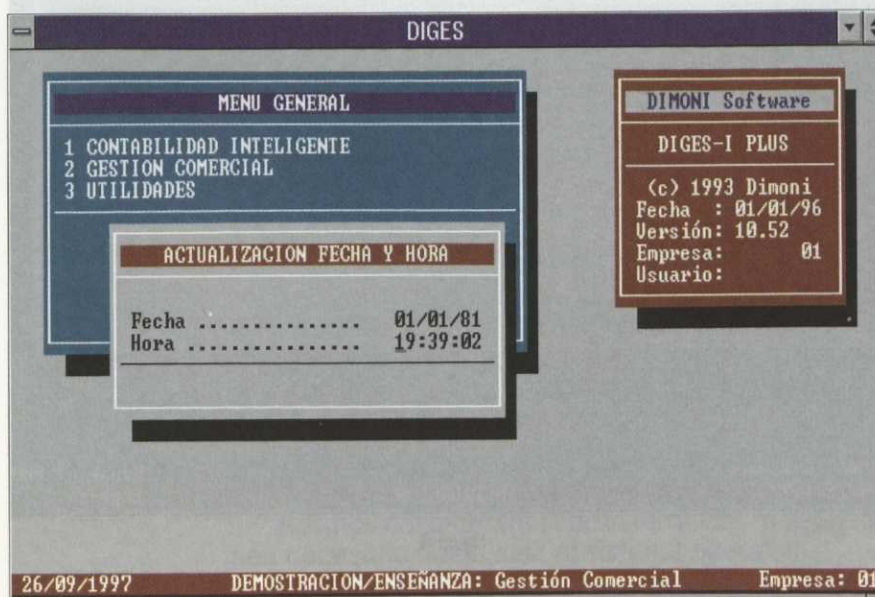 DIGES
MENU GENERAL
1 CONTABILIDAD INTELIGENTE
2 GESTION COMERCIAL
3 UTILIDADES
ACTUALIZACION FECHA Y HORA
Fecha ............... 01/01/81
Hora ................ 19:39:02
DIMONI Software
DIGES-I PLUS
(c) 1993 Dimoni
Fecha : 01/01/96
Versión: 10.52
Empresa: 01
Usuario:
26/09/1997 DEMOSTRACION/ENSEÑANZA: Gestión Comercial Empresa: 01